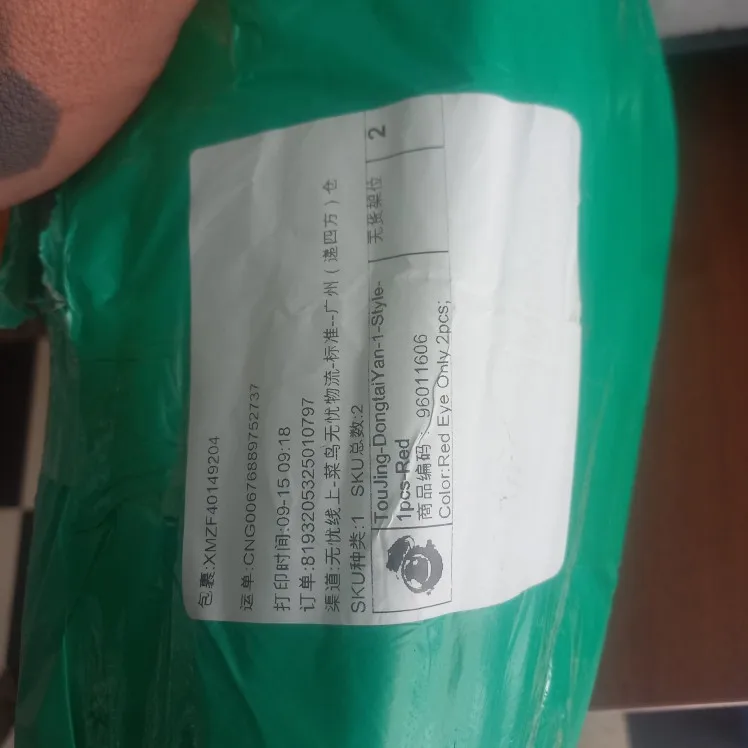 包裹:XMZF40149204
运单:CNG00676889752737
打印时间:09-15 09:18
订单:8193205325010797
渠道:无忧线上-菜鸟无忧物流-标准--广州(递四方)仓
SKU种类:1 SKU总数:2
TouJing-DongtaiYan-1-Style-
1pcs-Red
商品编码: 96011606
Color:Red Eye Only 2pcs;
无货架位
2